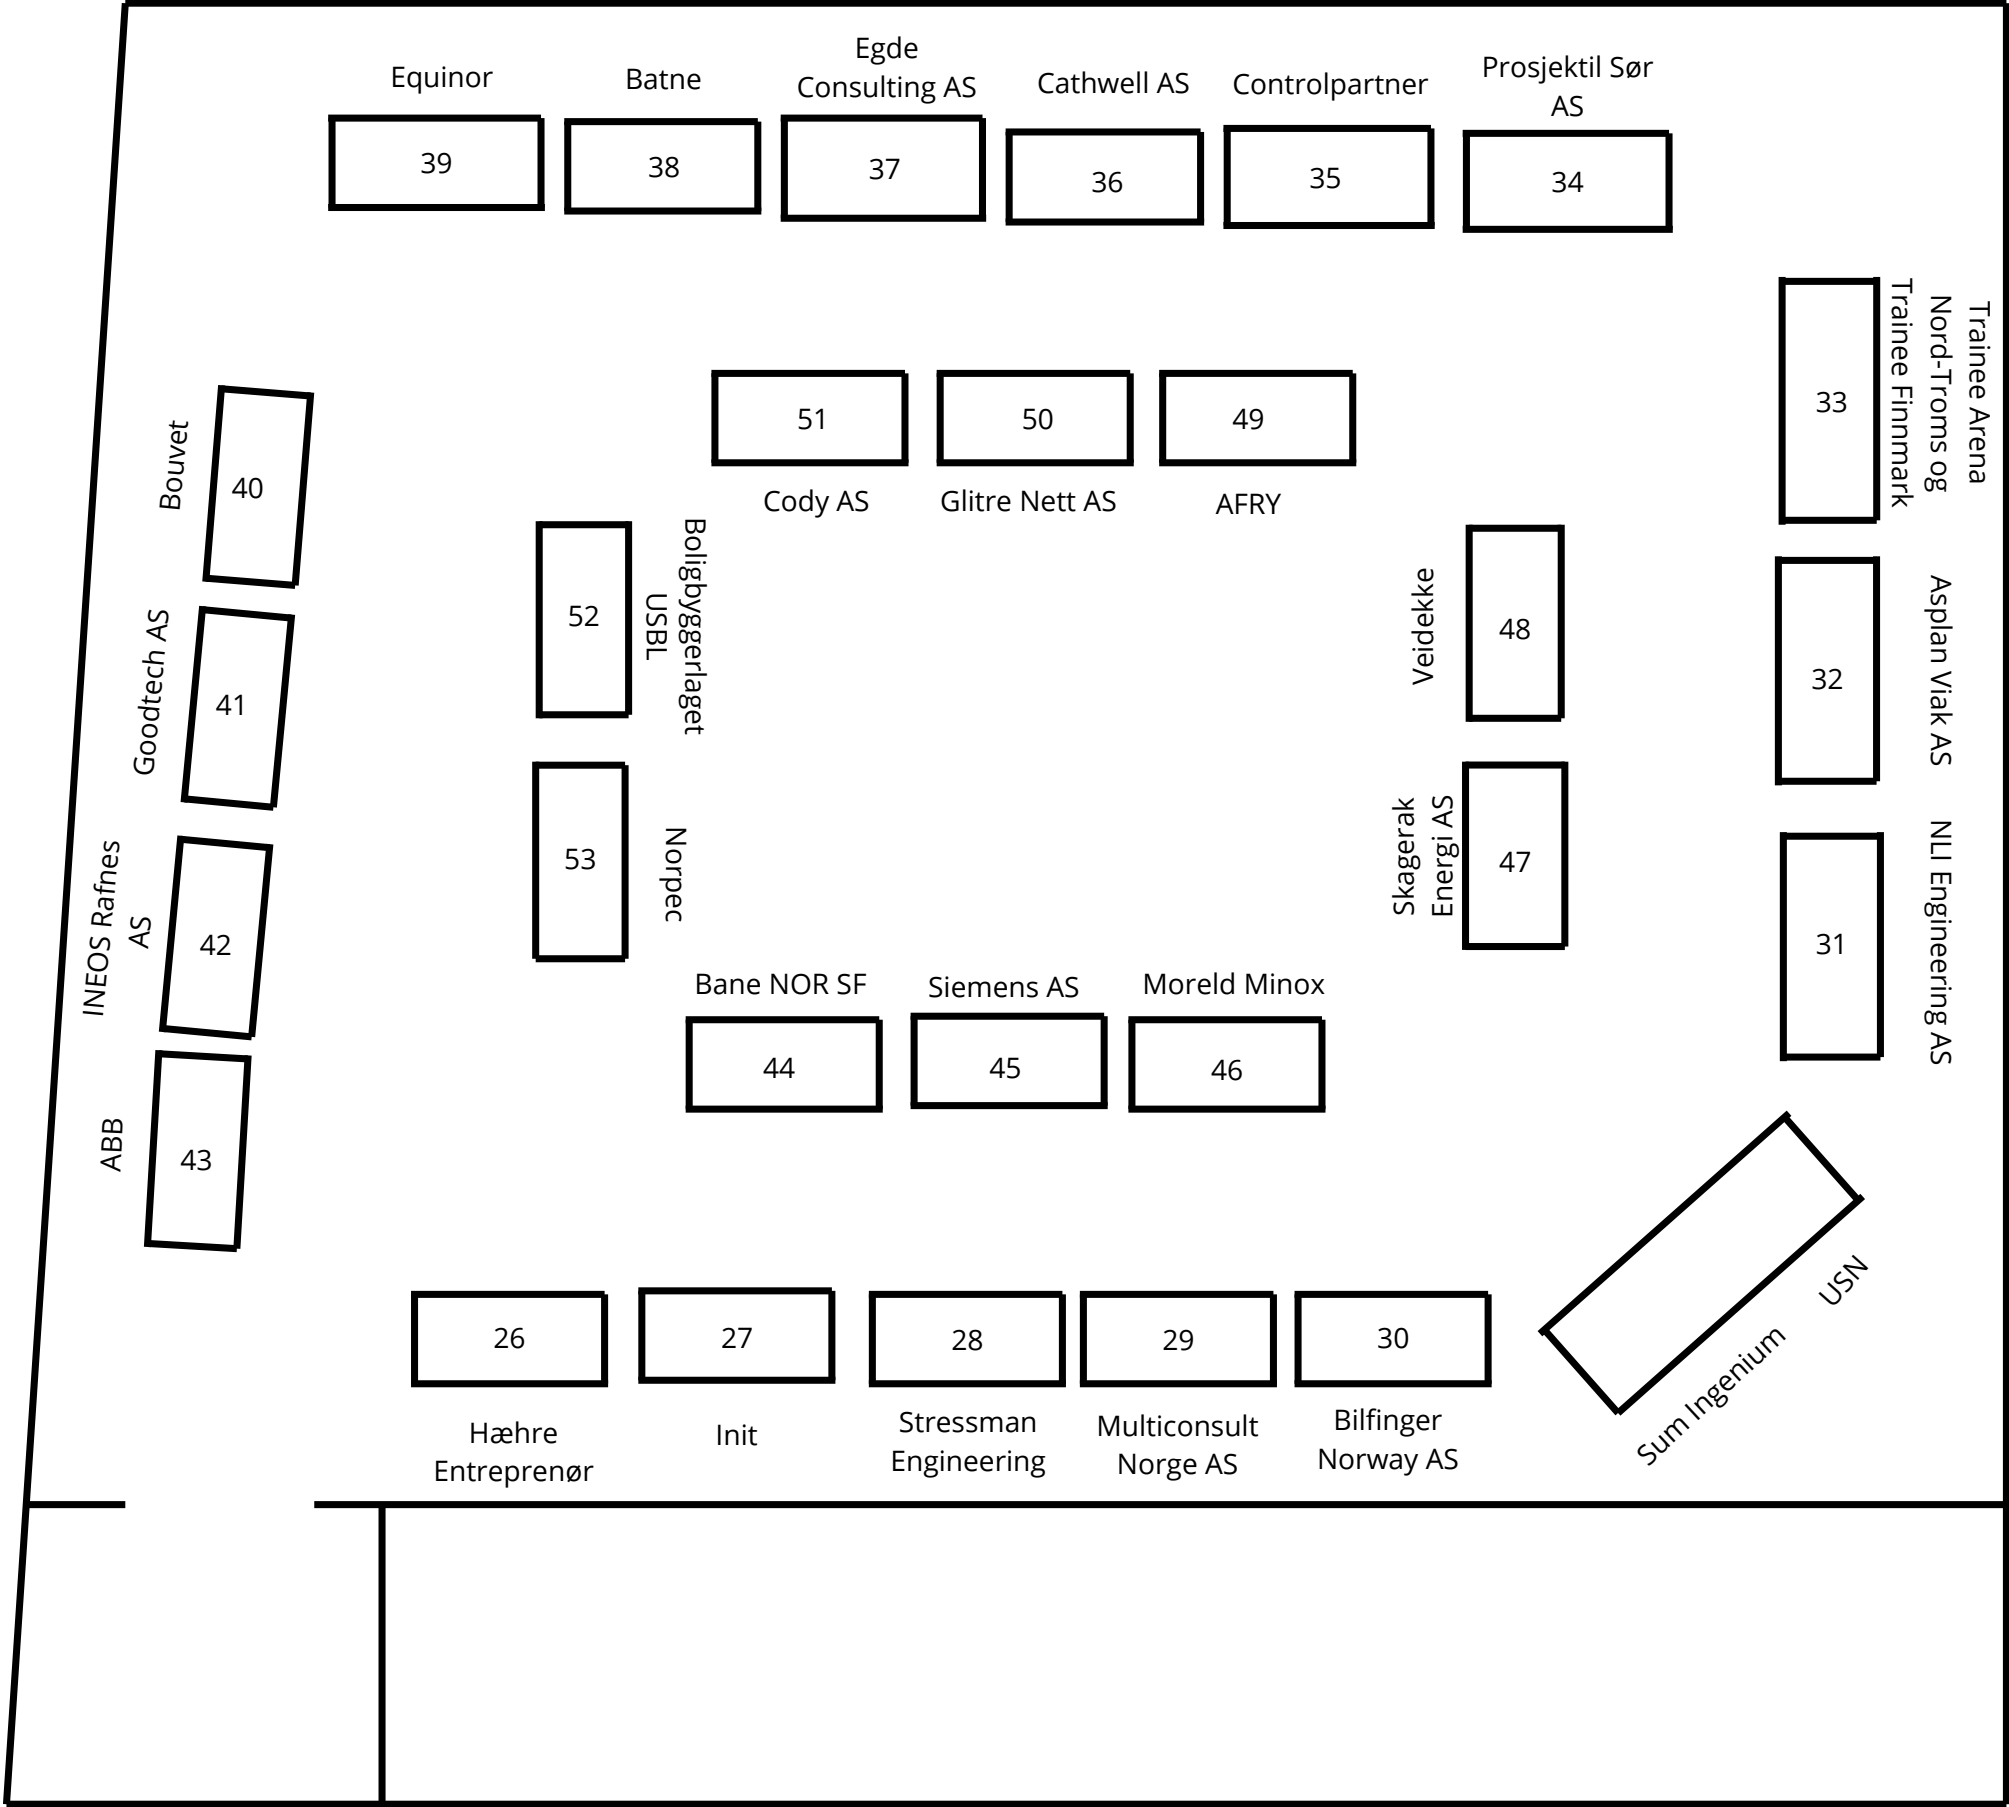 Equinor
Batne
Egde
Consulting AS
Cathwell AS
Controlpartner
Prosjektil Sør
AS
39
38
37
36
35
34
Trainee Arena
Nord-Troms og
Trainee Finnmark
33
Bouvet
40
51
50
49
Cody AS
Glitre Nett AS
AFRY
Boligbyggerlaget
USBL
52
Veidekke
48
Asplan Viak AS
32
Goodtech AS
41
53
Norpec
Skagerak
Energi AS
47
NLI Engineering AS
31
INEOS Rafnes
AS
42
Bane NOR SF
Siemens AS
Moreld Minox
44
45
46
ABB
43
USN
Sum Ingenium
26
27
28
29
30
Hæhre
Entreprenør
Init
Stressman
Engineering
Multiconsult
Norge AS
Bilfinger
Norway AS